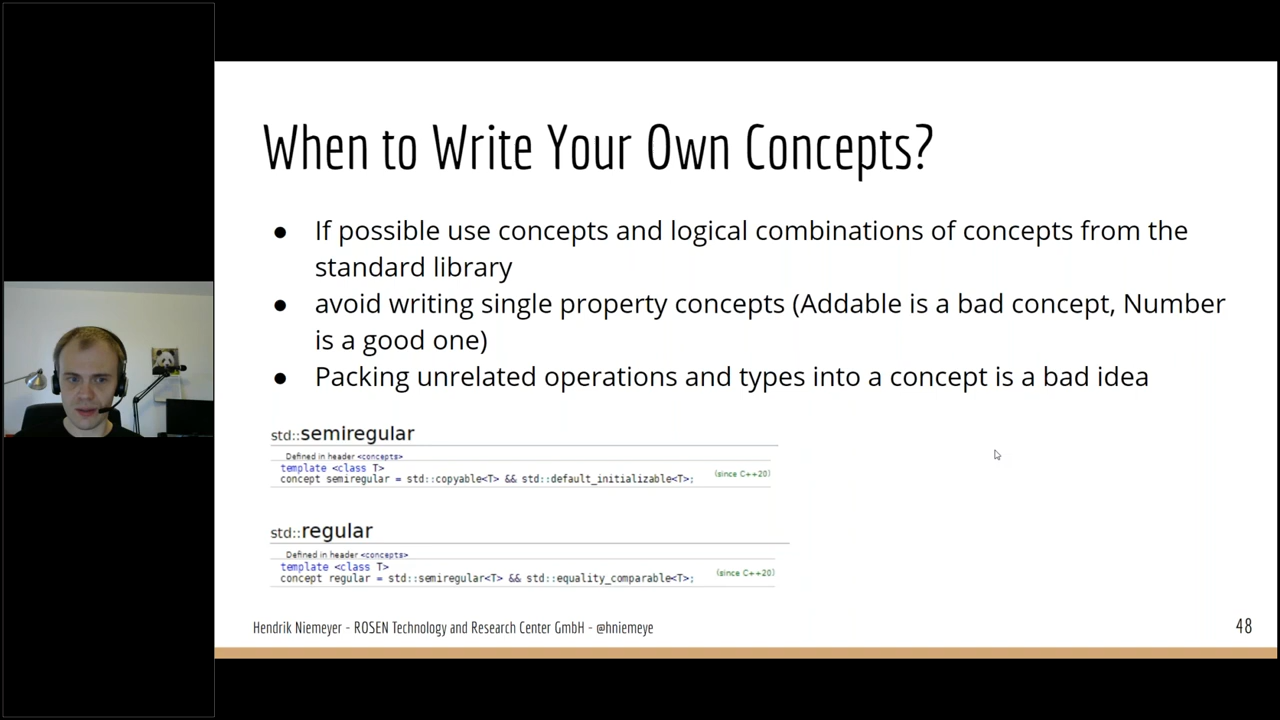 When to Write Your Own Concepts?
● If possible use concepts and logical combinations of concepts from the
standard library
● avoid writing single property concepts (Addable is a bad concept, Number
is a good one)
● Packing unrelated operations and types into a concept is a bad idea
std::semiregular
Defined in header <concepts>
template <class T>
concept semiregular = std::copyable<T> && std::default_initializable<T>;
(since C++20)
std::regular
Defined in header <concepts>
template <class T>
concept regular = std::semiregular<T> && std::equality_comparable<T>;
(since C++20)
Hendrik Niemeyer - ROSEN Technology and Research Center GmbH - @hniemeye
48